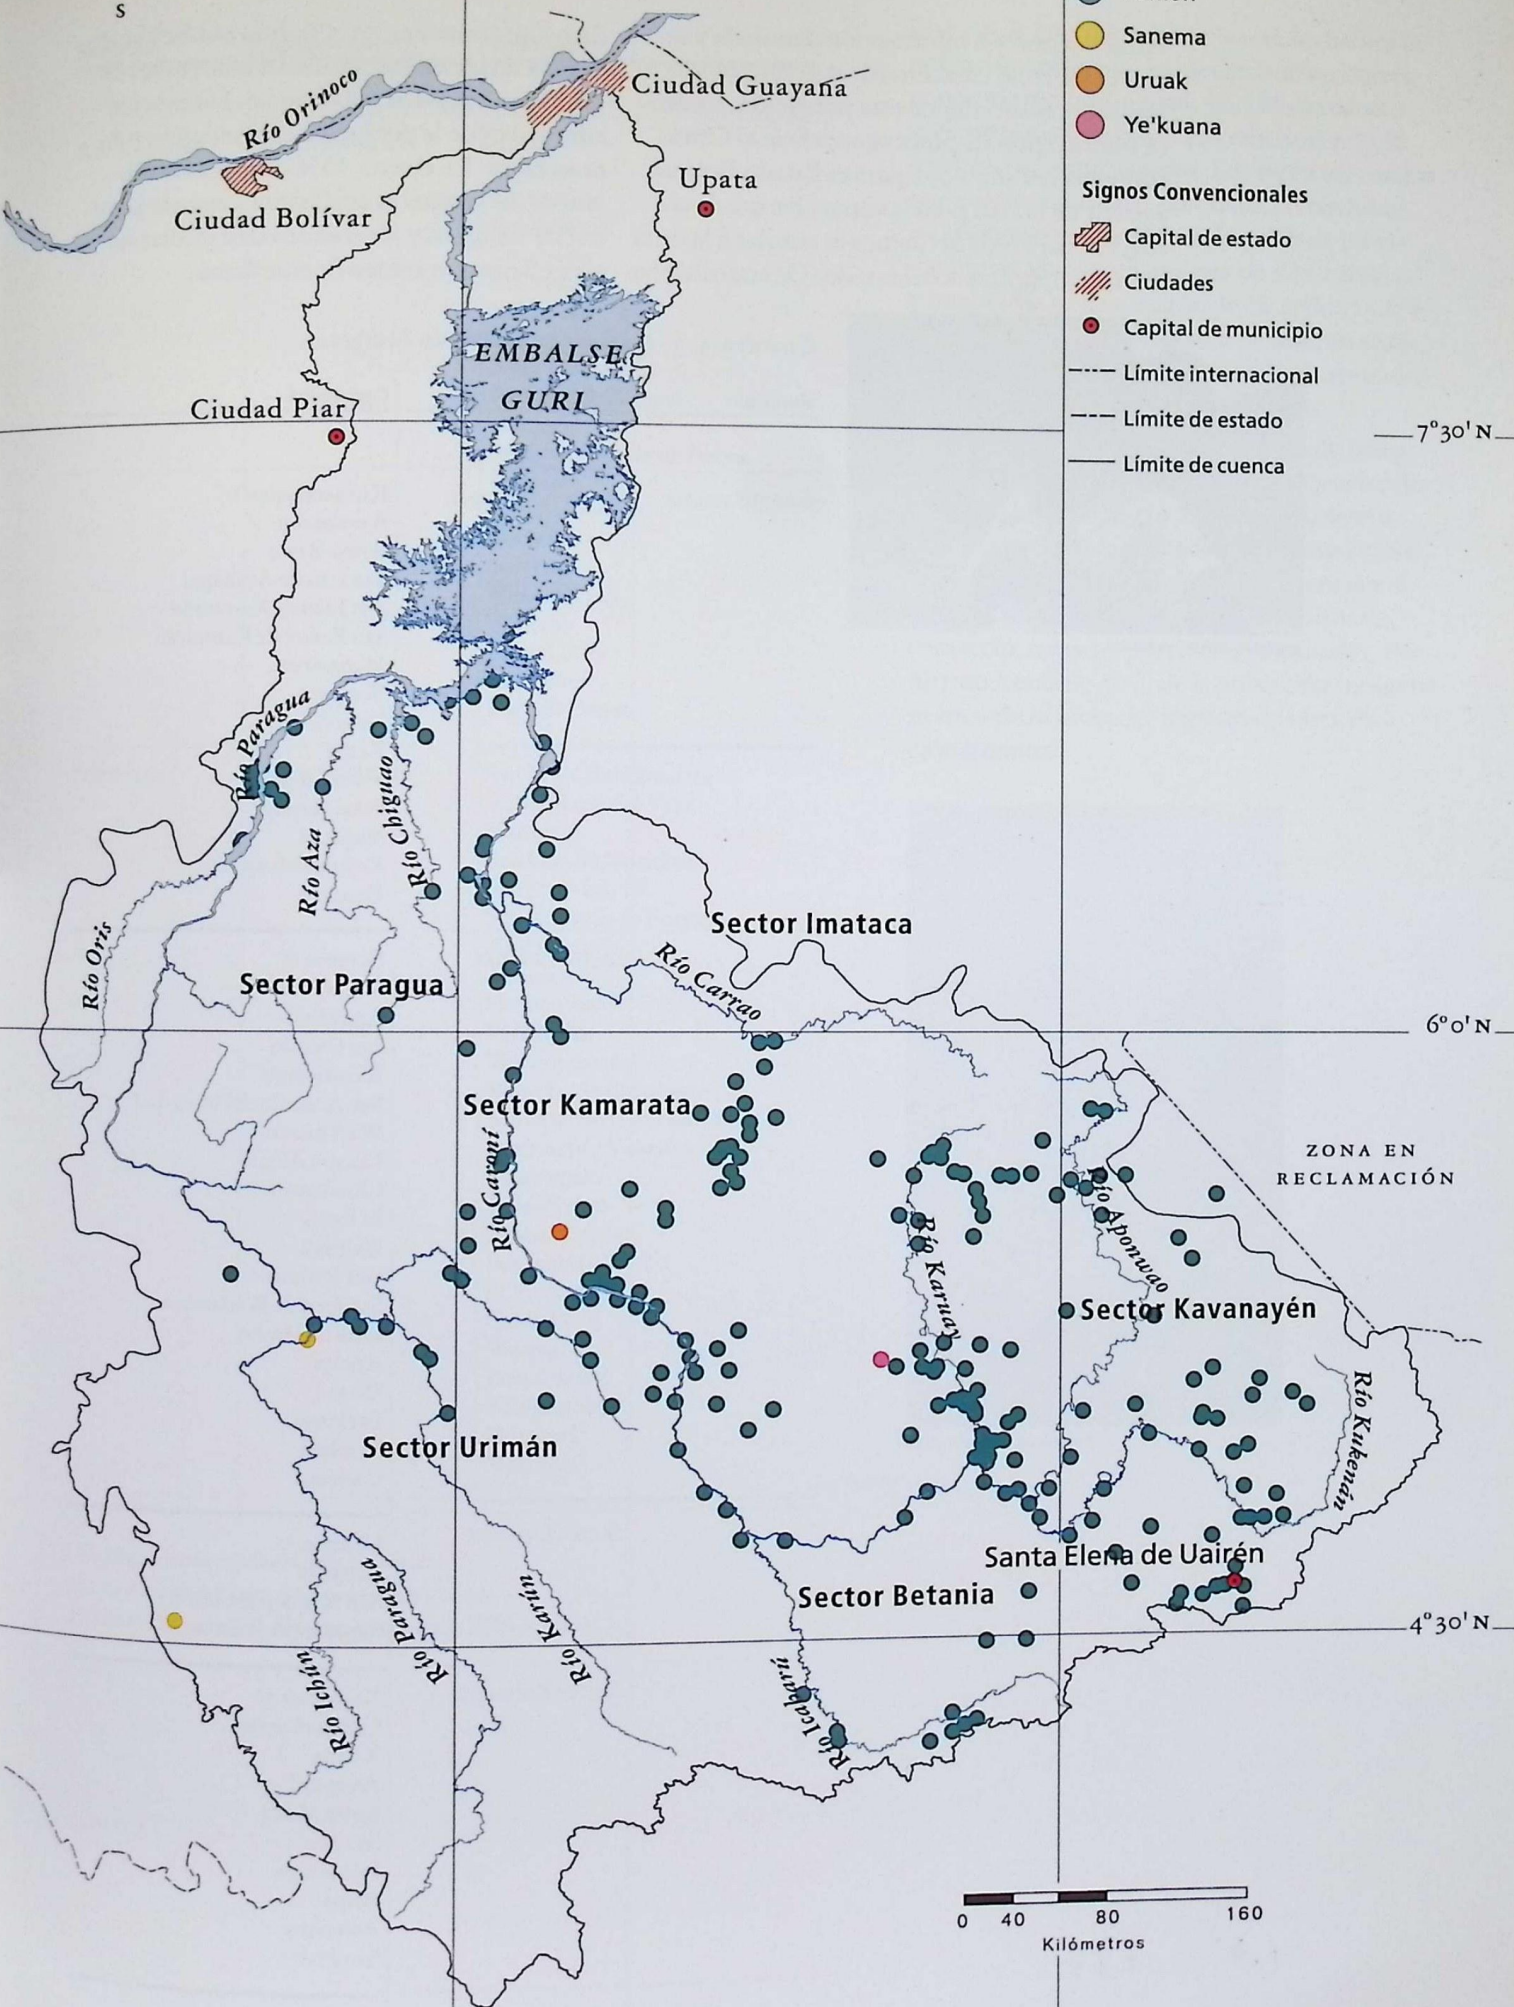 s
Sanema
Uruak
Ye'kuana
Signos Convencionales
Capital de estado
Ciudades
Capital de municipio
Límite internacional
Límite de estado
Límite de cuenca
Río Orinoco
Ciudad Guayana
Ciudad Bolívar
Upata
EMBALSE
GURI
Ciudad Piar
7°30'N
Río Paragua
Río Aza
Río Chiguao
Río Oris
Sector Imataca
Río Carrao
Sector Paragua
6°0'N
Sector Kamarata
Río Caroní
ZONA EN
RECLAMACIÓN
Río Aponwao
Río Karuay
Sector Kavanayén
Río Kukenán
Sector Urimán
Santa Elena de Uairén
Sector Betania
4°30'N
Río Paragua
Río Karún
Río Ichún
Río Icabarú
0 40 80 160
Kilómetros